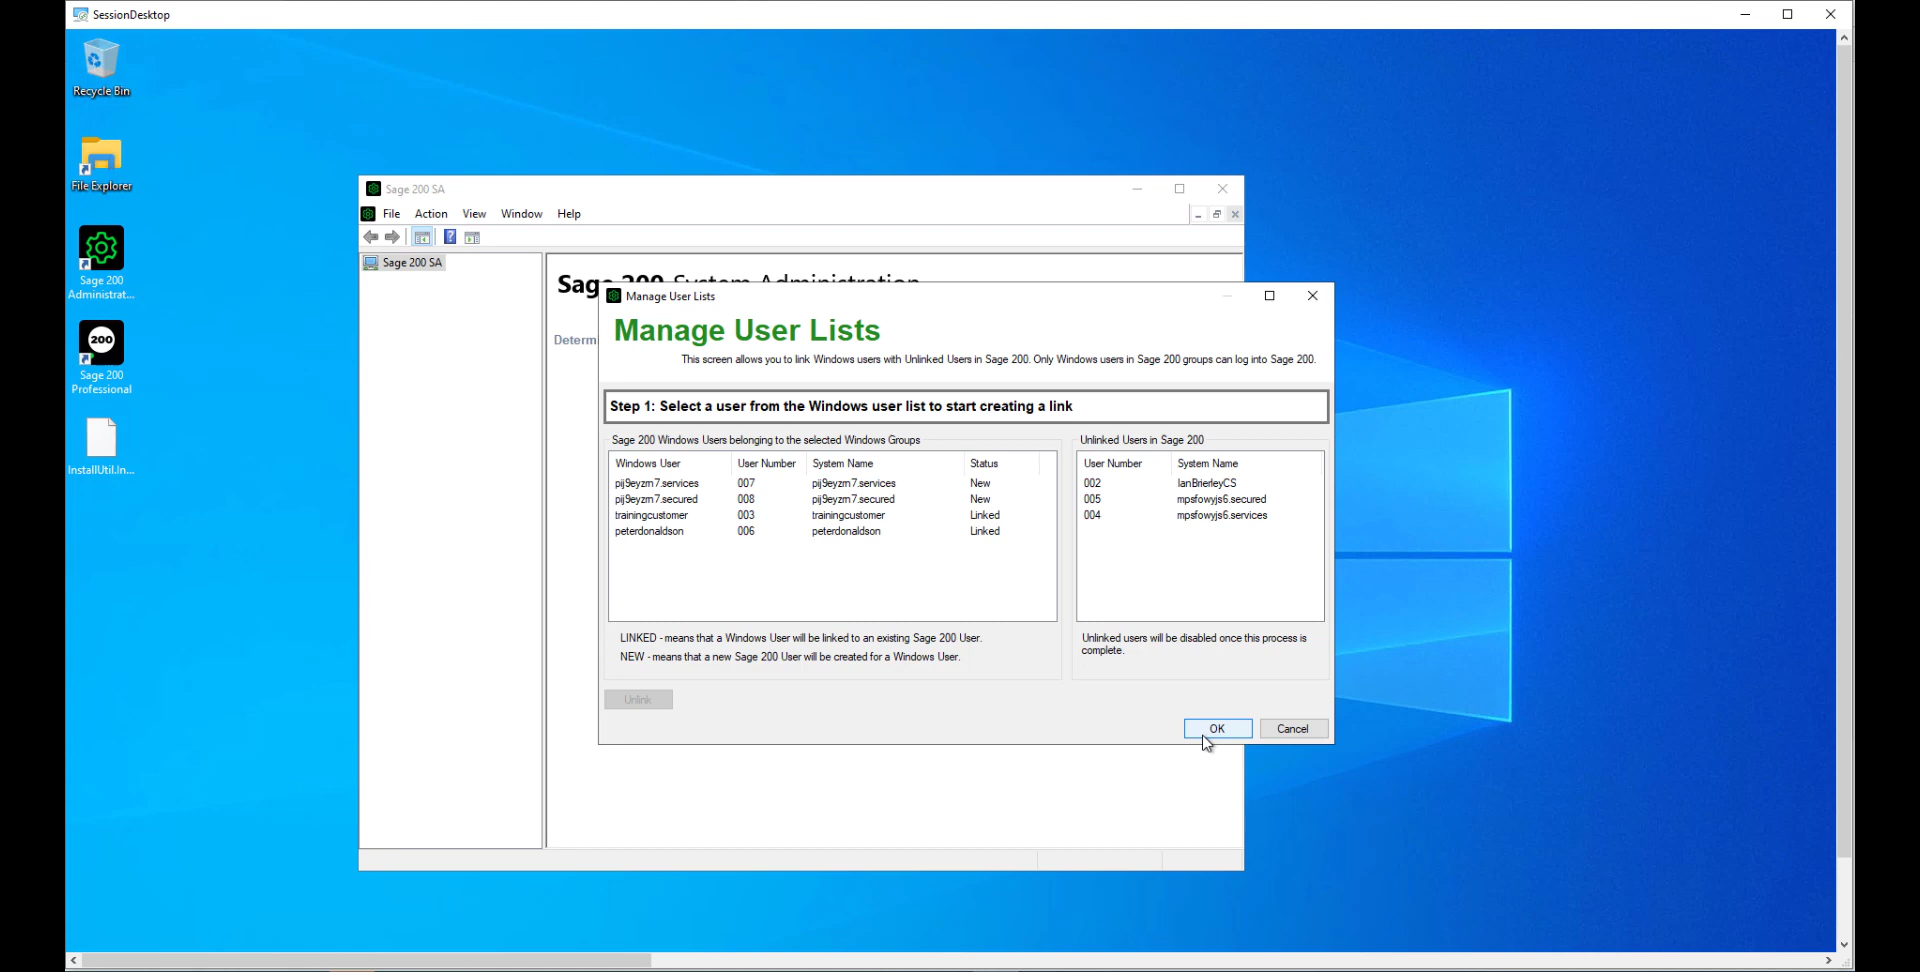 SessionDesktop
Recycle Bin
File Explorer
Sage 200
Administrat...
200
Sage 200
Professional
InstallUtil.In...
Sage 200 SA
File Action View Window Help
Sage 200 SA
Sage 200 System Administration
Determ
Manage User Lists
Manage User Lists
This screen allows you to link Windows users with Unlinked Users in Sage 200. Only Windows users in Sage 200 groups can log into Sage 200.
Step 1: Select a user from the Windows user list to start creating a link
Sage 200 Windows Users belonging to the selected Windows Groups
Windows User User Number System Name Status
pij9eyzm7.services 007 pij9eyzm7.services New
pij9eyzm7.secured 008 pij9eyzm7.secured New
trainingcustomer 003 trainingcustomer Linked
peterdonaldson 006 peterdonaldson Linked
LINKED - means that a Windows User will be linked to an existing Sage 200 User.
NEW - means that a new Sage 200 User will be created for a Windows User.
Unlinked Users in Sage 200
User Number System Name
002 IanBrierleyCS
005 mpsfowyjs6.secured
004 mpsfowyjs6.services
Unlinked users will be disabled once this process is
complete.
Unlink
OK Cancel